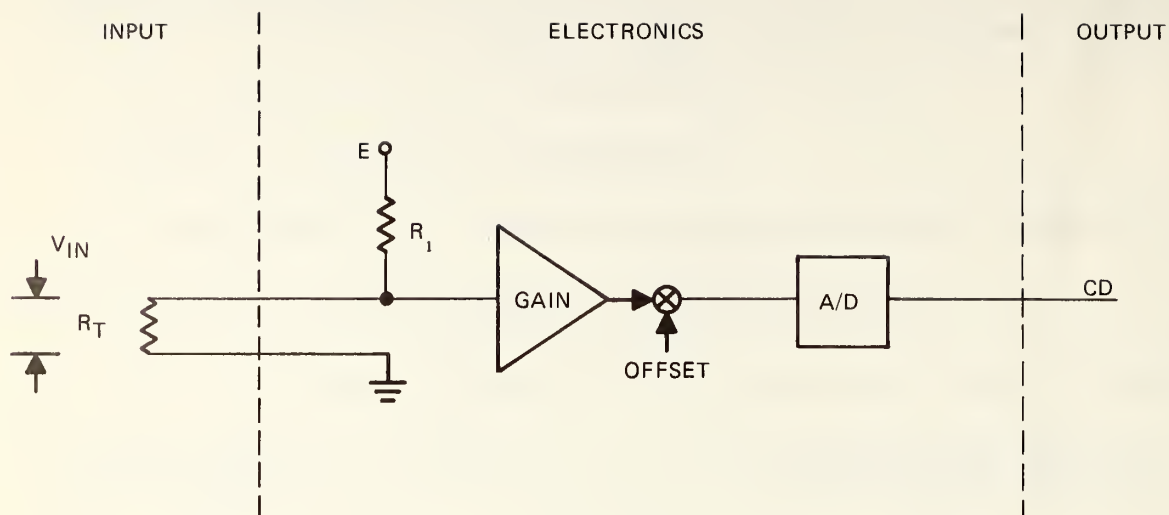 INPUT
ELECTRONICS
OUTPUT
E
R1
VIN
RT
GAIN
OFFSET
A/D
CD